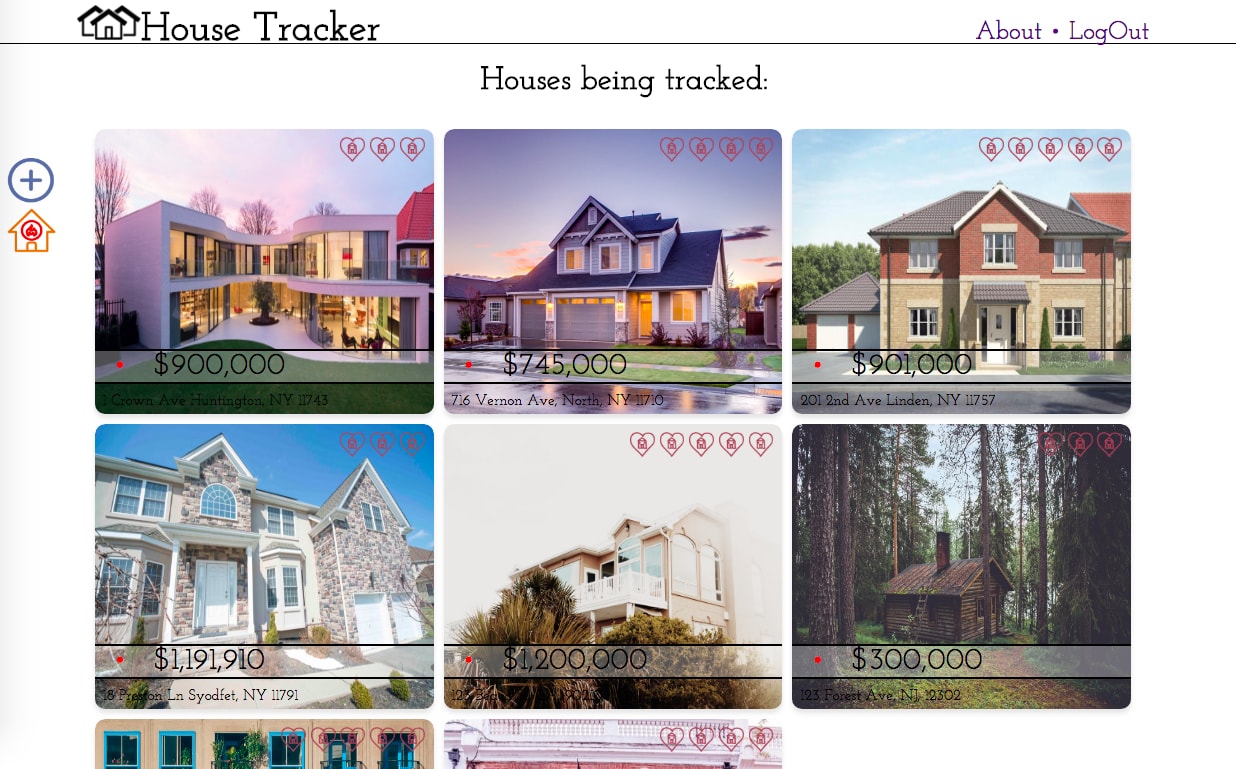 House Tracker
About • LogOut
Houses being tracked:
$900,000
1 Crown Ave Huntington, NY 11743
$745,000
716 Vernon Ave, North, NY 11710
$901,000
201 2nd Ave Linden, NY 11757
$1,191,910
18 Preston Ln Syodfet, NY 11791
$1,200,000
123
$300,000
123 Forest Ave, NJ, 12302